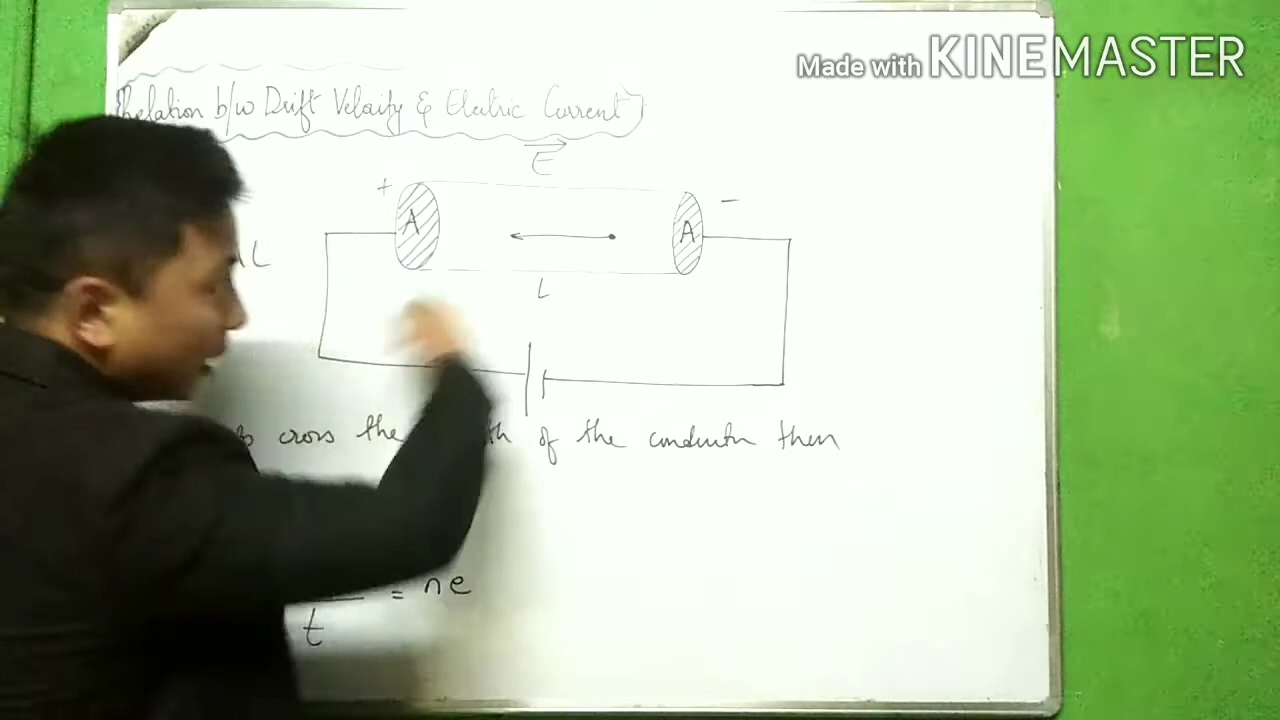 Made with KINEMASTER
Relation b/w Drift Velocity & Electric Current
E
+ A A -
L
cross the of the conductor then
t = ne